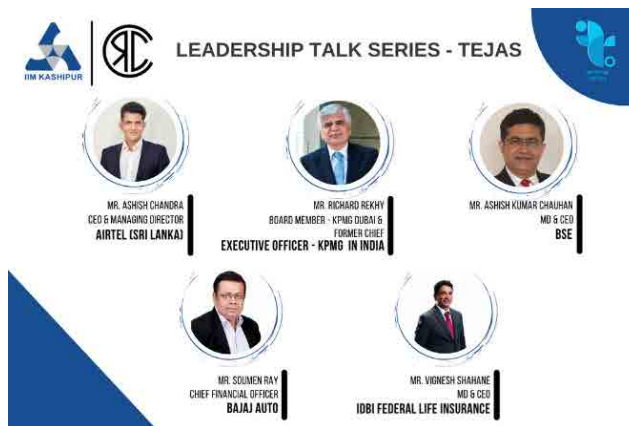 IIM KASHIPUR
LEADERSHIP TALK SERIES - TEJAS
MR. ASHISH CHANDRA
CEO & MANAGING DIRECTOR
AIRTEL (SRI LANKA)
MR. RICHARD REKHY
BOARD MEMBER - KPMG DUBAI &
FORMER CHIEF
EXECUTIVE OFFICER - KPMG IN INDIA
MR. ASHISH KUMAR CHAUHAN
MD & CEO
BSE
MR. SOUMEN RAY
CHIEF FINANCIAL OFFICER
BAJAJ AUTO
MR. VIGNESH SHAHANE
MD & CEO
IDBI FEDERAL LIFE INSURANCE